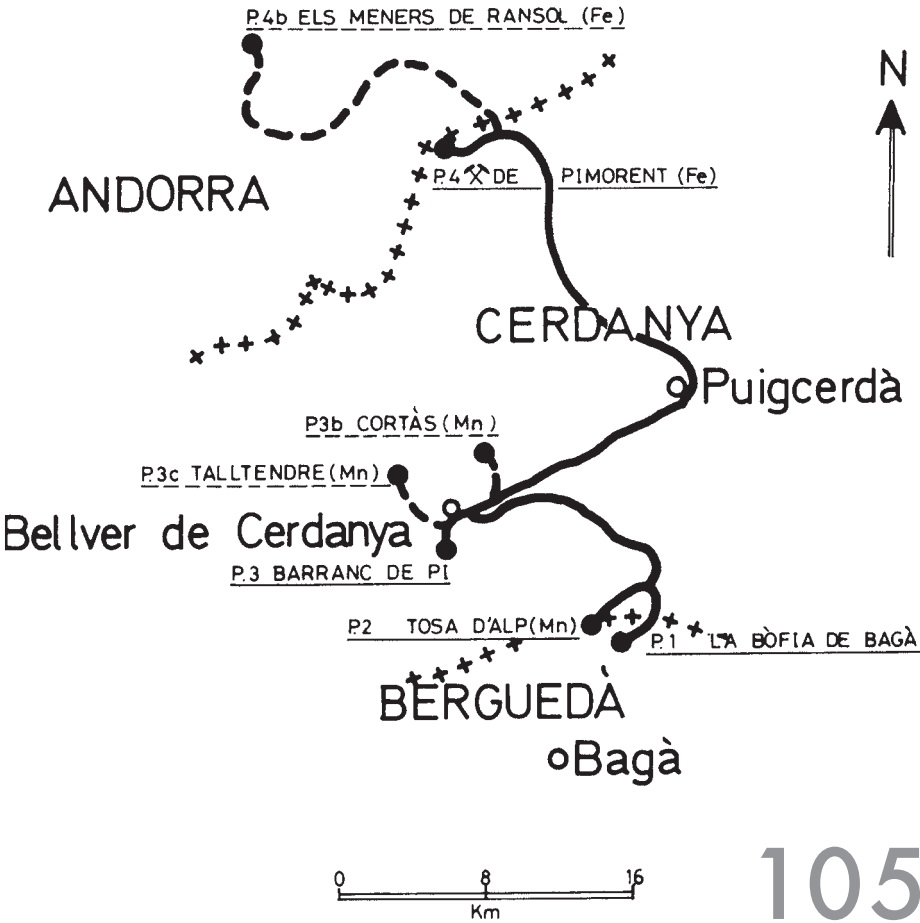 P.4b ELS MENERS DE RANSOL (Fe)
N
P.4 DE PIMORENT (Fe)
ANDORRA
CERDANYA
Puigcerdà
P3b CORTÀS (Mn)
P.3c TALLTENDRE (Mn)
Bellver de Cerdanya
P.3 BARRANC DE PI
P.2 TOSA D'ALP (Mn)
P.1 LA BÒFIA DE BAGÀ
BERGUEDÀ
Bagà
0 8 16
Km
105